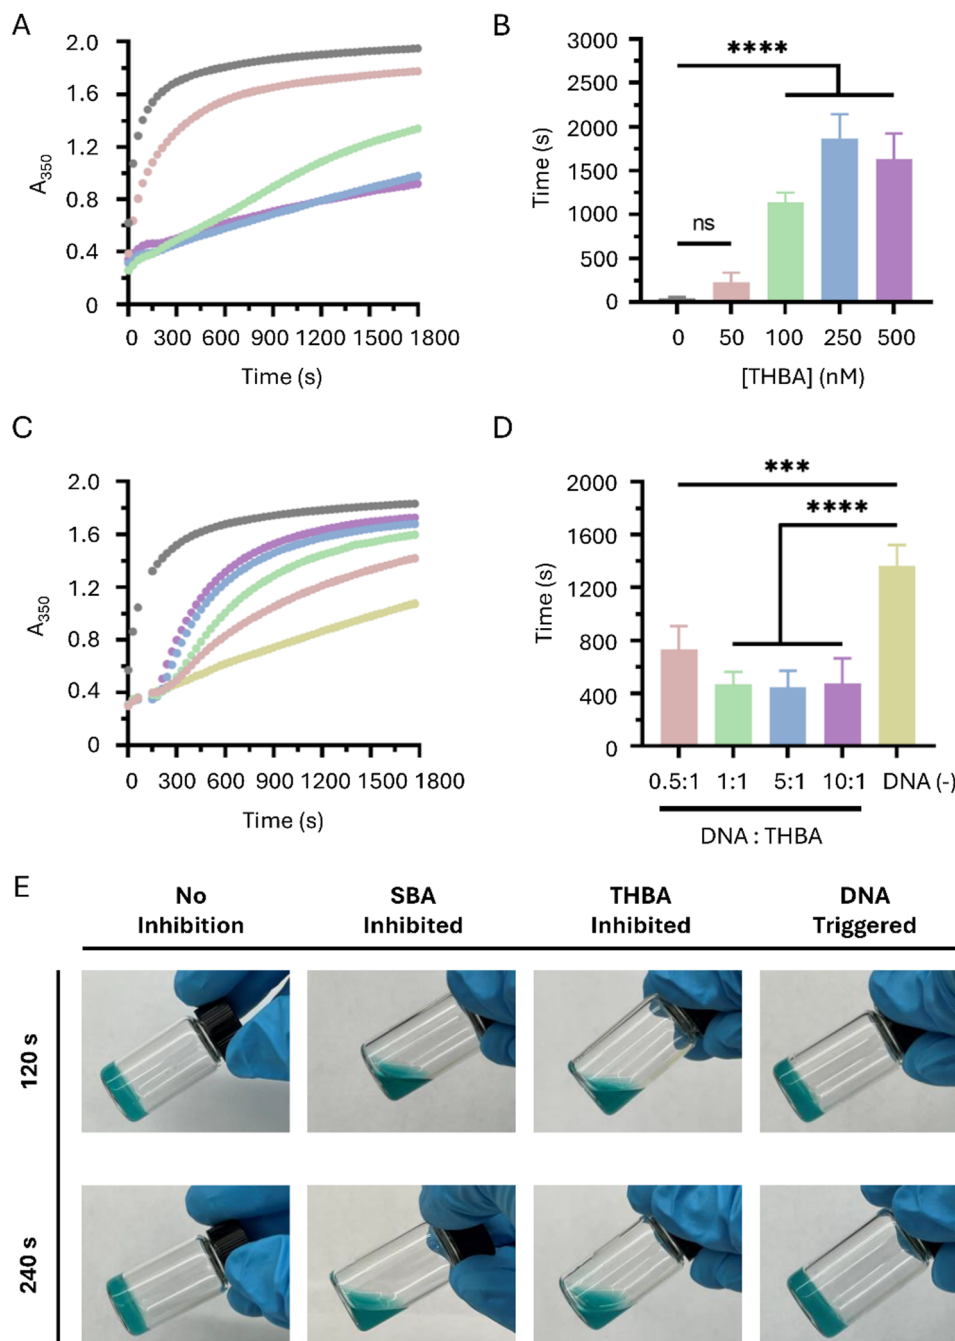 A
2.0
1.6
1.2
0.8
0.4
0
A350
0 300 600 900 1200 1500 1800
Time (s)
B
3000
2500
2000
1500
1000
500
0
Time (s)
****
ns
0 50 100 250 500
[THBA] (nM)
C
2.0
1.6
1.2
0.8
0.4
0
A350
0 300 600 900 1200 1500 1800
Time (s)
D
2000
1600
1200
800
400
0
Time (s)
***
****
0.5:1 1:1 5:1 10:1 DNA (-)
DNA : THBA
E
No
Inhibition
SBA
Inhibited
THBA
Inhibited
DNA
Triggered
120 s
240 s